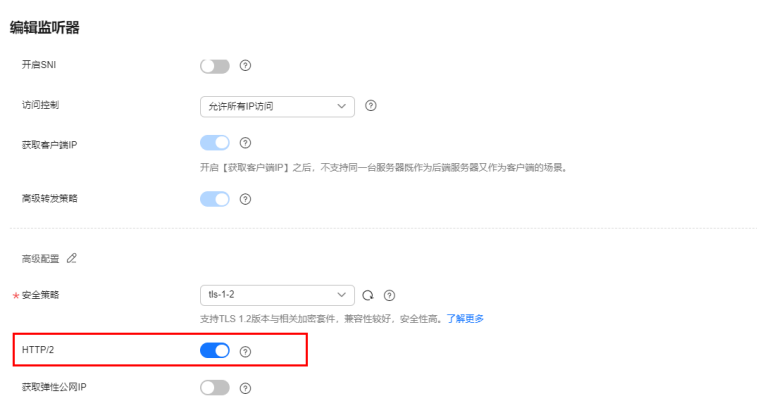 编辑监听器
开启SNI
访问控制 允许所有IP访问
获取客户端IP
开启【获取客户端IP】之后，不支持同一台服务器既作为后端服务器又作为客户端的场景。
高级转发策略
高级配置
* 安全策略 tls-1-2
支持TLS 1.2版本与相关加密套件，兼容性较好，安全性高。了解更多
HTTP/2
获取弹性公网IP